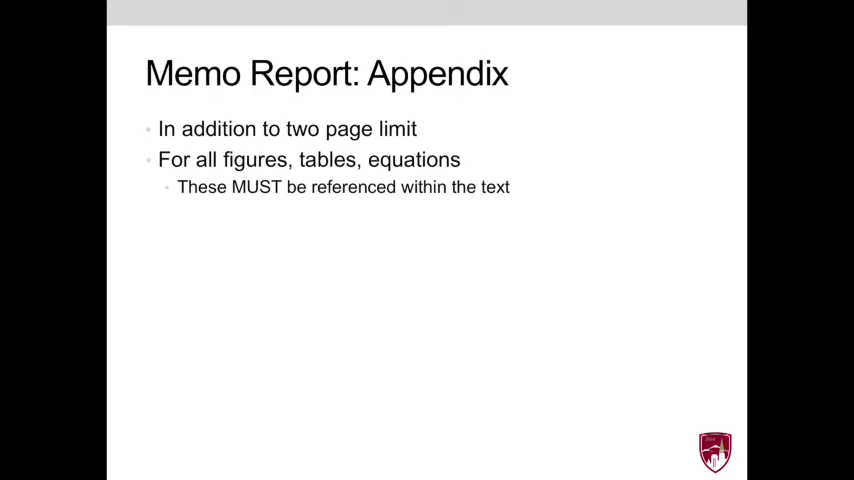 Memo Report: Appendix
In addition to two page limit
For all figures, tables, equations
These MUST be referenced within the text